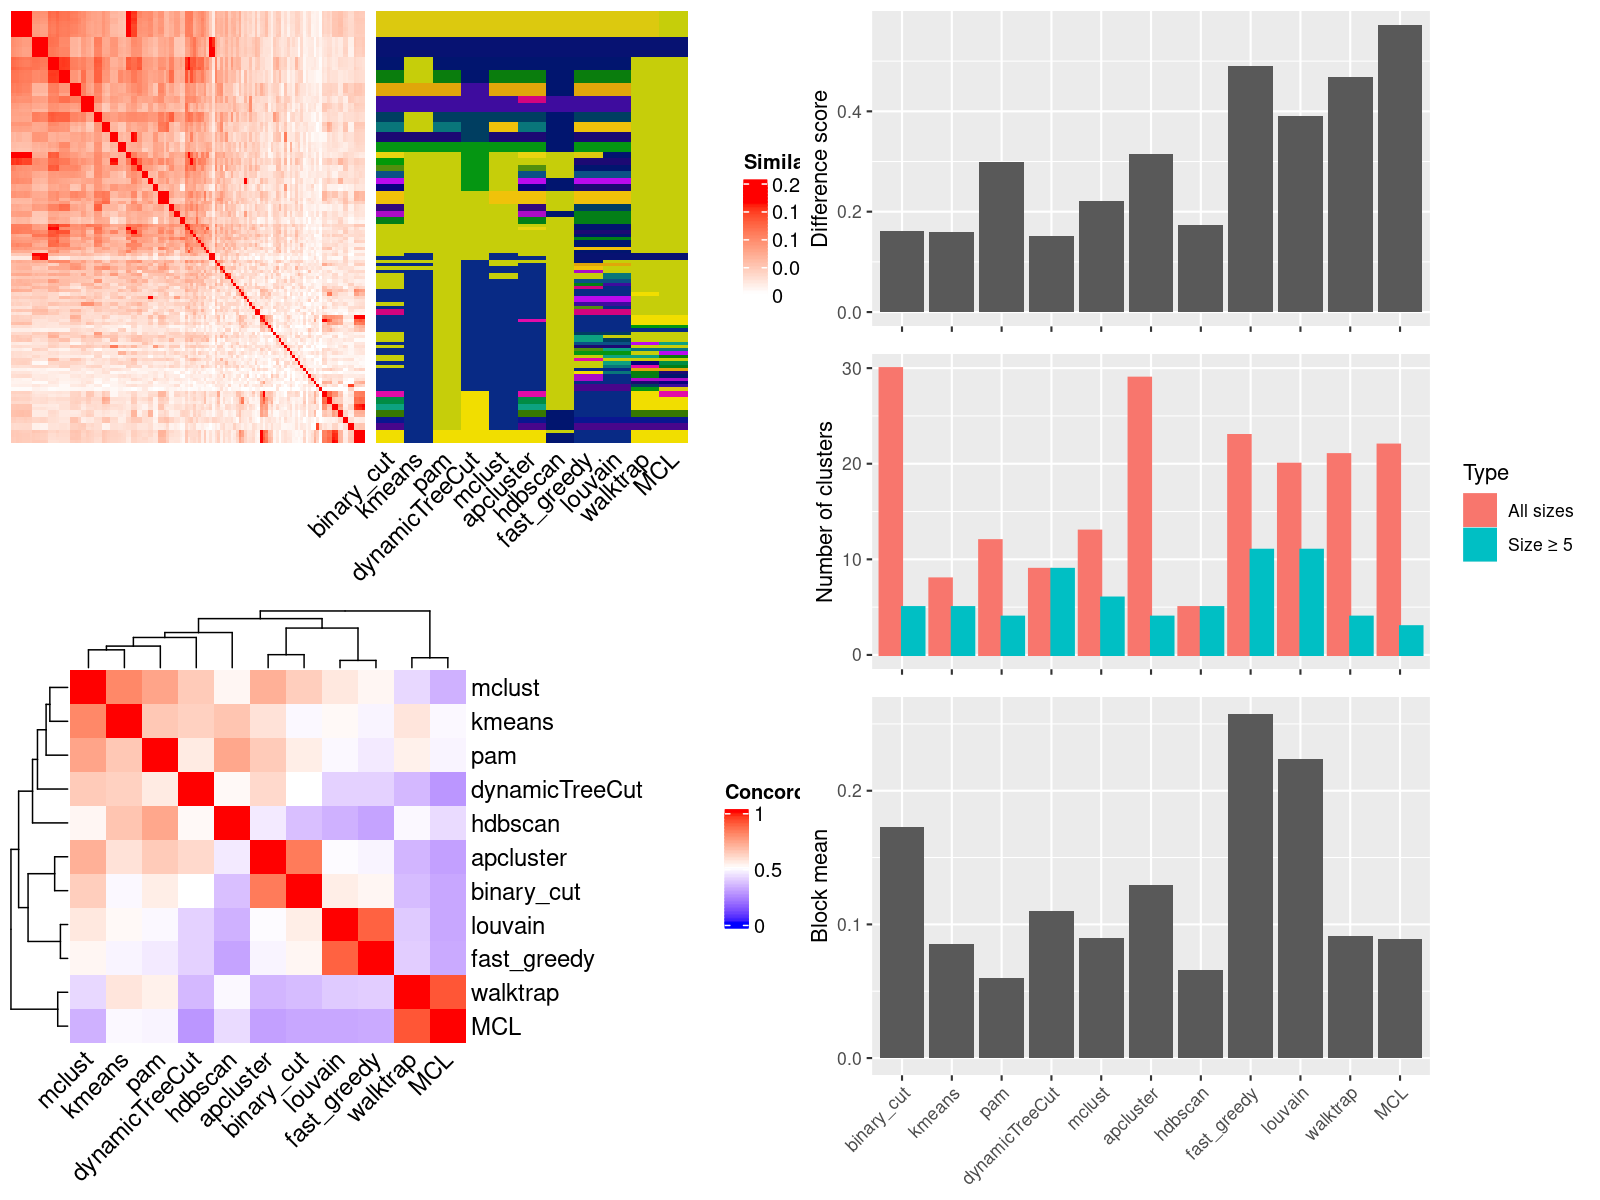 Simila
0.2
0.1
0.1
0.0
0
binary_cut
kmeans
pam
dynamicTreeCut
mclust
apcluster
hdbscan
fast_greedy
louvain
walktrap
MCL
mclust
kmeans
pam
dynamicTreeCut
hdbscan
apcluster
binary_cut
louvain
fast_greedy
walktrap
MCL
mclust
kmeans
pam
dynamicTreeCut
hdbscan
apcluster
binary_cut
louvain
fast_greedy
walktrap
MCL
Concord
1
0.5
0
Difference score
0.4
0.2
0.0
Number of clusters
30
20
10
0
Type
All sizes
Size ≥ 5
Block mean
0.2
0.1
0.0
binary_cut
kmeans
pam
dynamicTreeCut
mclust
apcluster
hdbscan
fast_greedy
louvain
walktrap
MCL